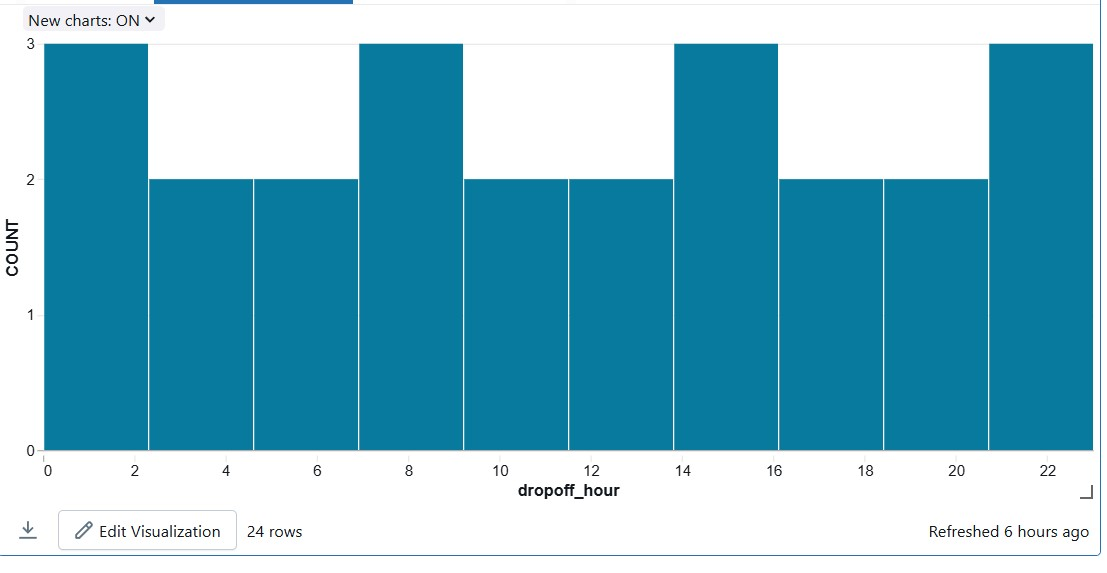 New charts: ON
3
2
1
0
COUNT
0 2 4 6 8 10 12 14 16 18 20 22
dropoff_hour
Edit Visualization 24 rows Refreshed 6 hours ago